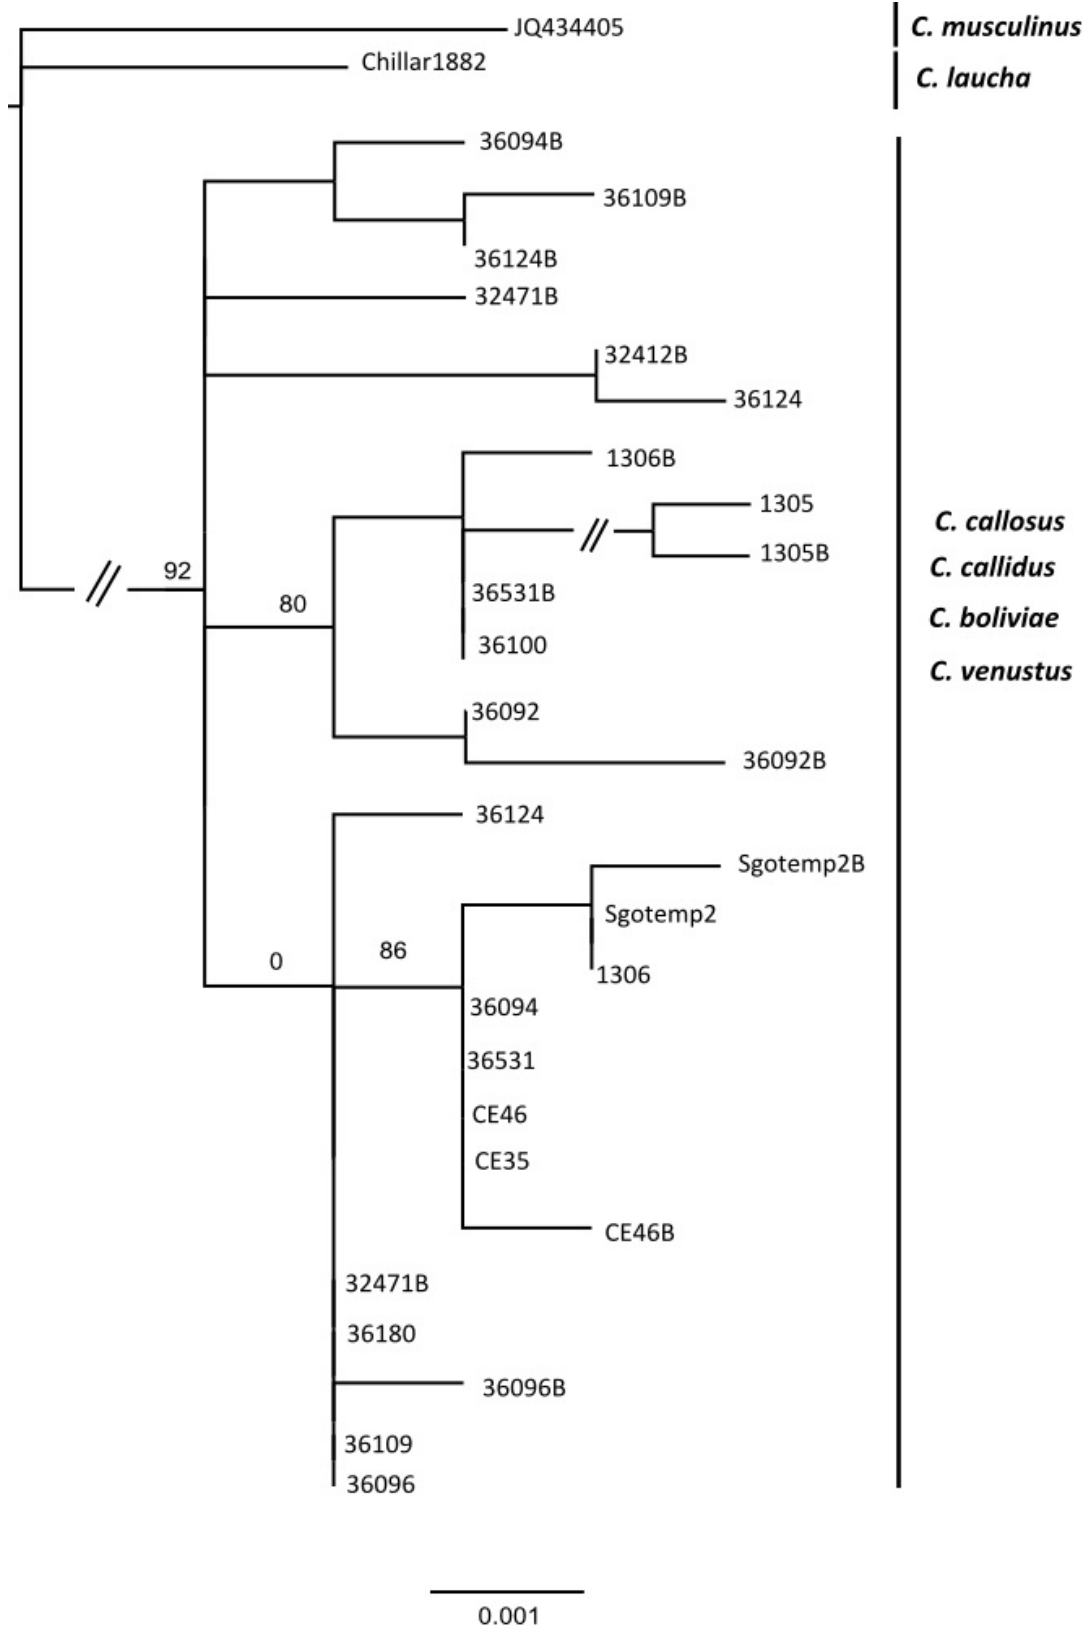 JQ434405
C. musculinus
Chillar1882
C. laucha
36094B
36109B
36124B
32471B
32412B
36124
1306B
1305
1305B
36531B
36100
C. callosus
C. callidus
C. boliviae
C. venustus
92
80
36092
36092B
36124
Sgotemp2B
Sgotemp2
1306
0
86
36094
36531
CE46
CE35
CE46B
32471B
36180
36096B
36109
36096
0.001